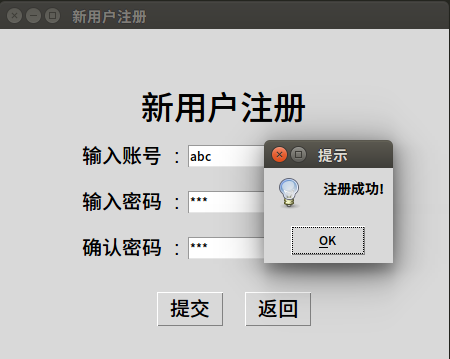 新用户注册
新用户注册
输入账号 : abc
提示
注册成功!
输入密码 : ***
确认密码 : ***
OK
提交 返回